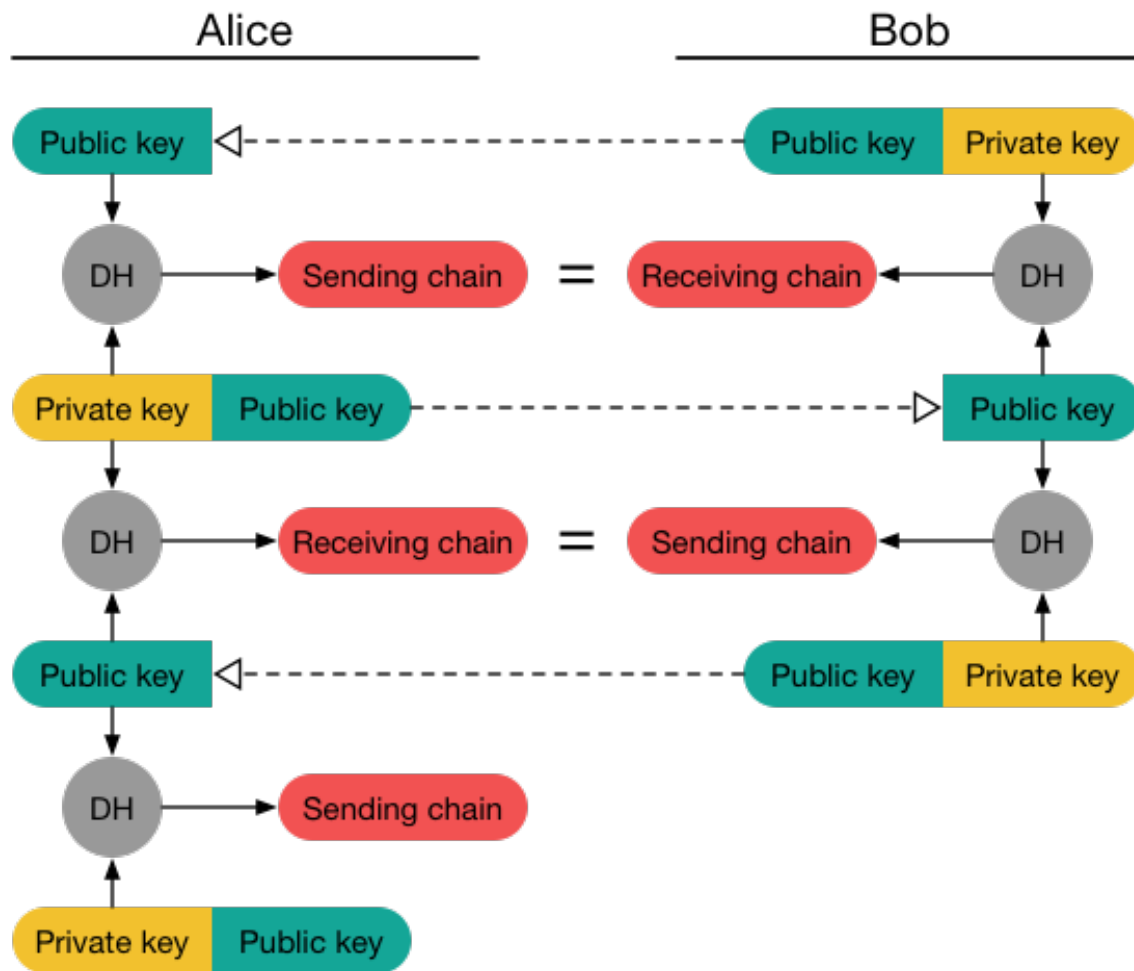 Alice Bob
Public key Public key Private key
DH Sending chain = Receiving chain DH
Private key Public key Public key
DH Receiving chain = Sending chain DH
Public key Public key Private key
DH Sending chain
Private key Public key